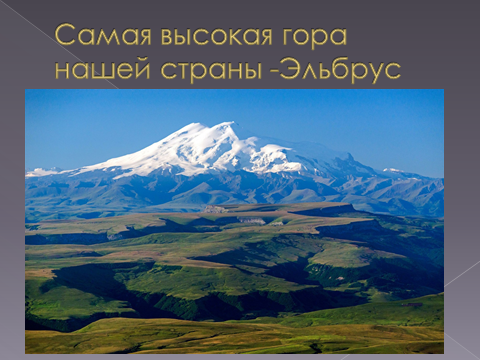 Самая высокая гора
нашей страны -Эльбрус